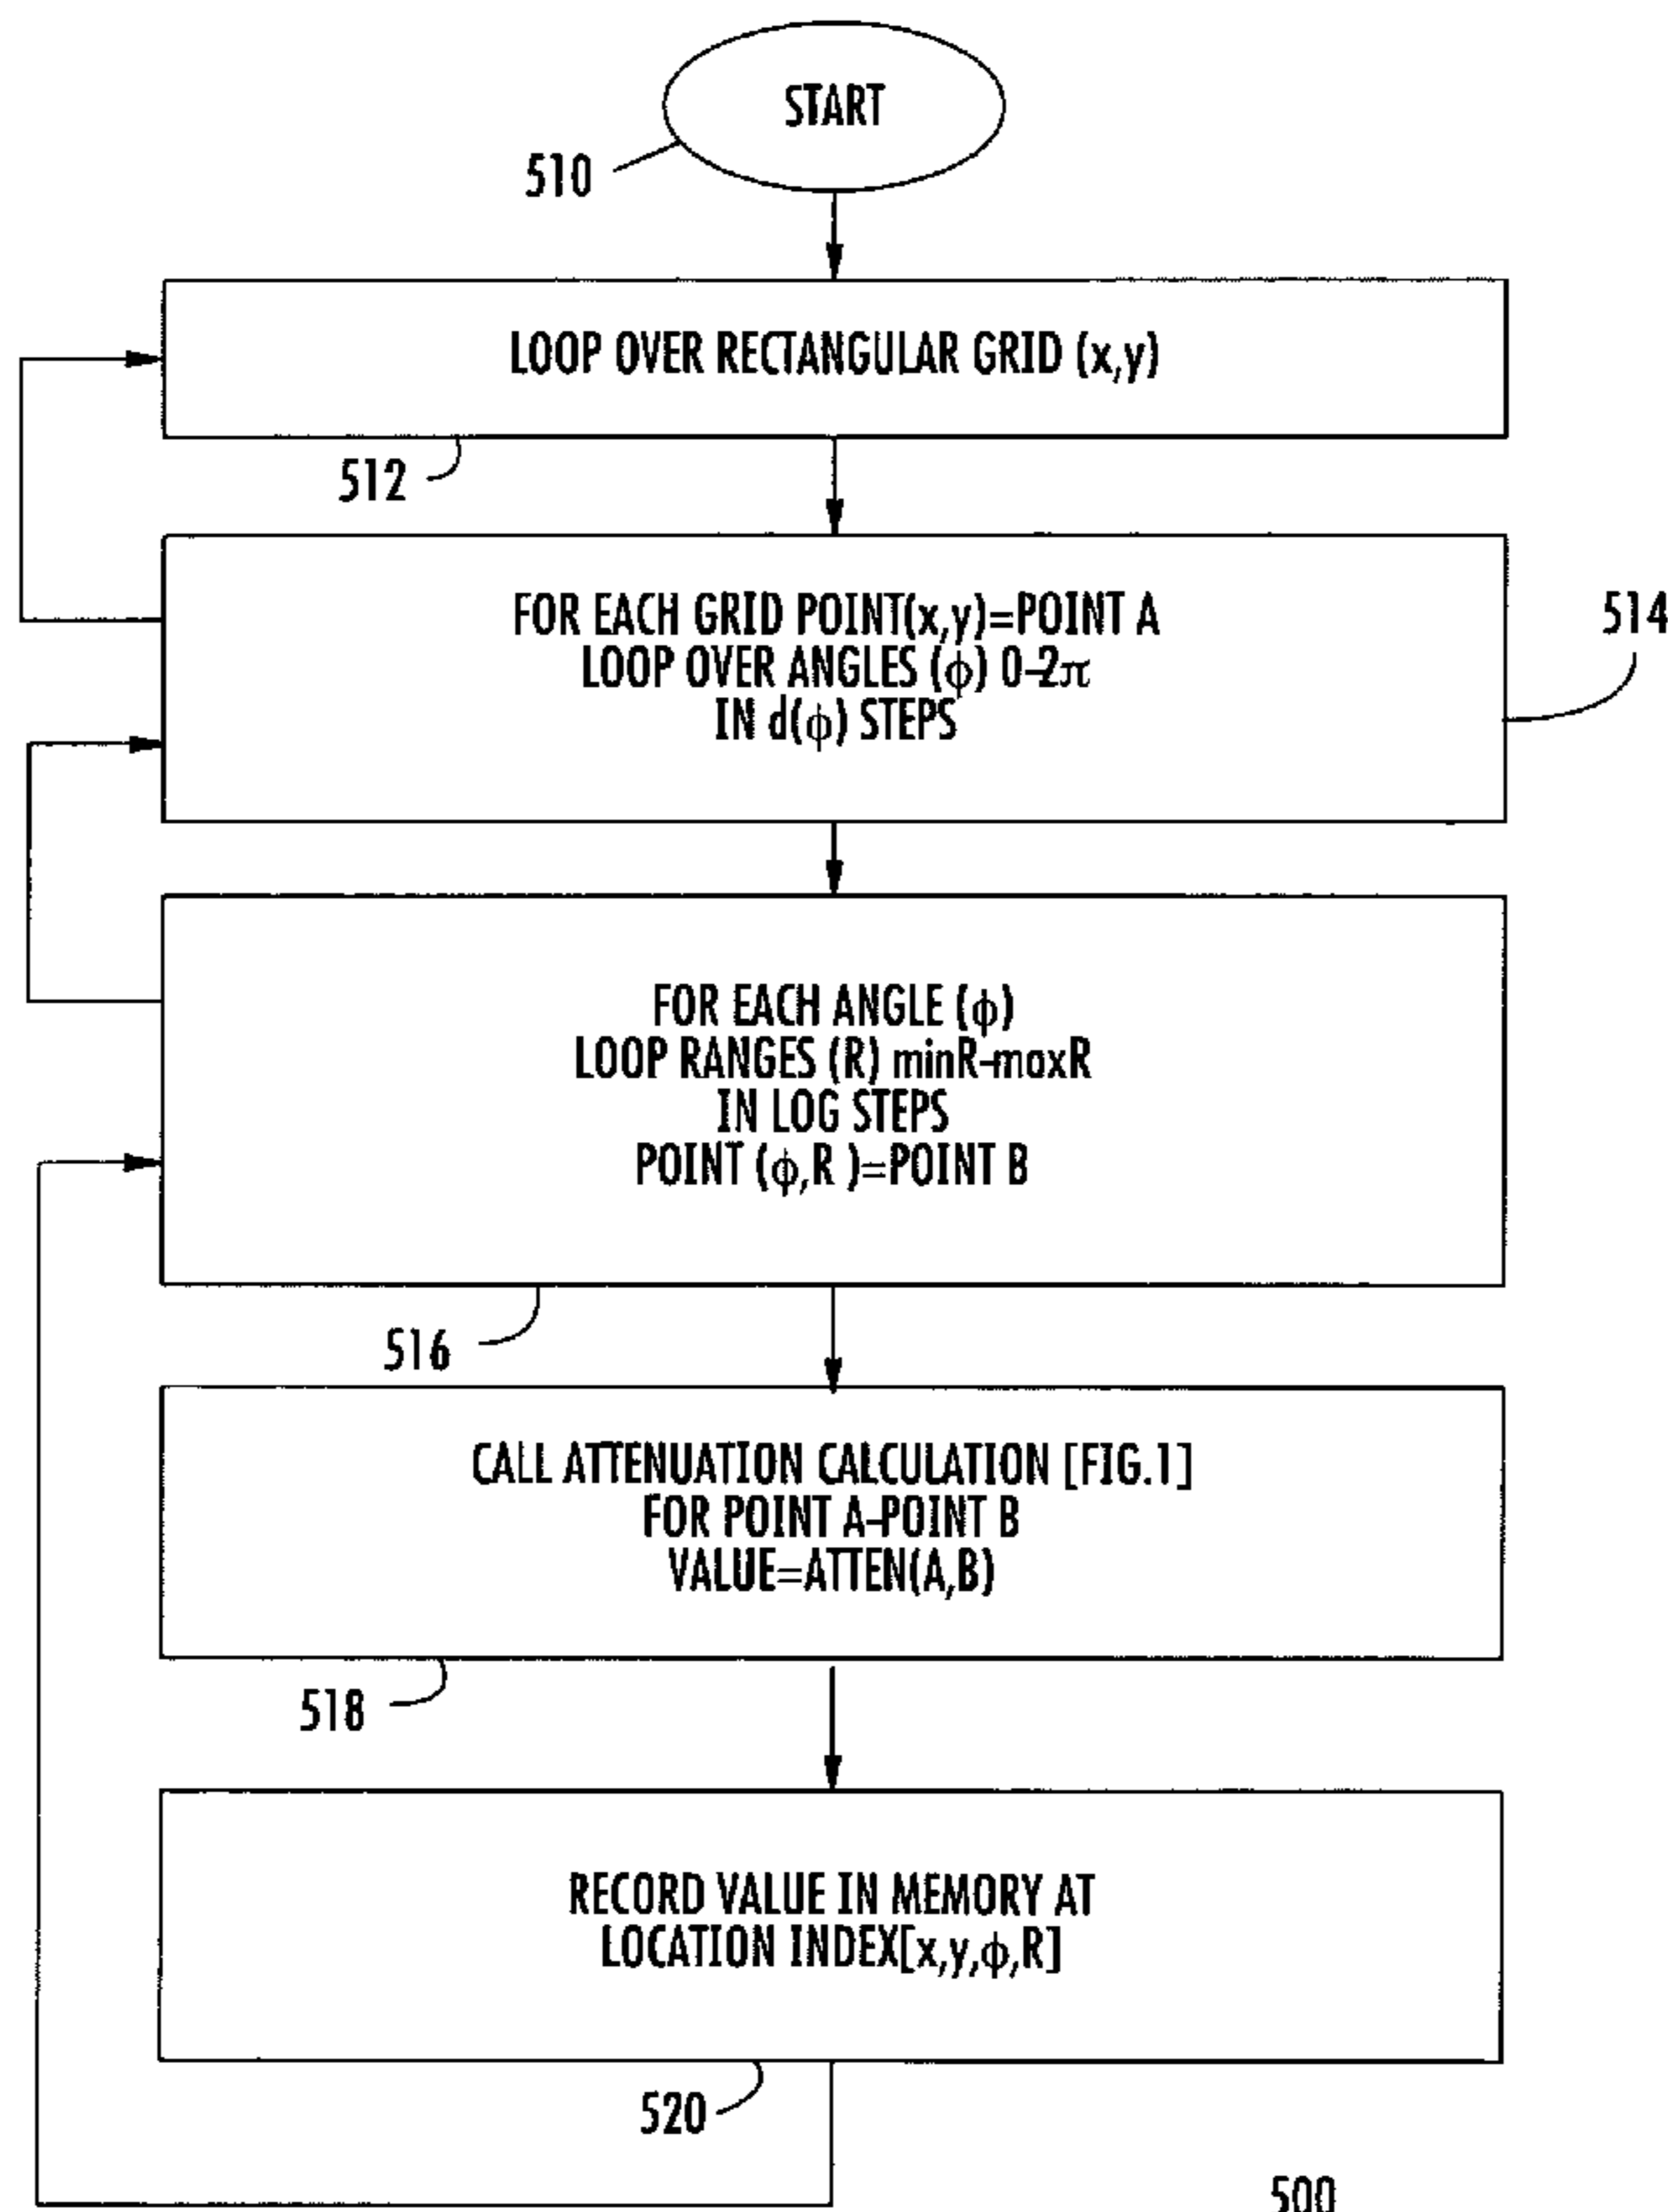 START
510
LOOP OVER RECTANGULAR GRID (x,y)
512
FOR EACH GRID POINT(x,y)=POINT A
LOOP OVER ANGLES (ϕ) 0-2π
IN d(ϕ) STEPS
514
FOR EACH ANGLE (ϕ)
LOOP RANGES (R) minR-maxR
IN LOG STEPS
POINT (ϕ,R )=POINT B
516
CALL ATTENUATION CALCULATION [FIG.1]
FOR POINT A-POINT B
VALUE=ATTEN(A,B)
518
RECORD VALUE IN MEMORY AT
LOCATION INDEX[x,y,ϕ,R]
520
500